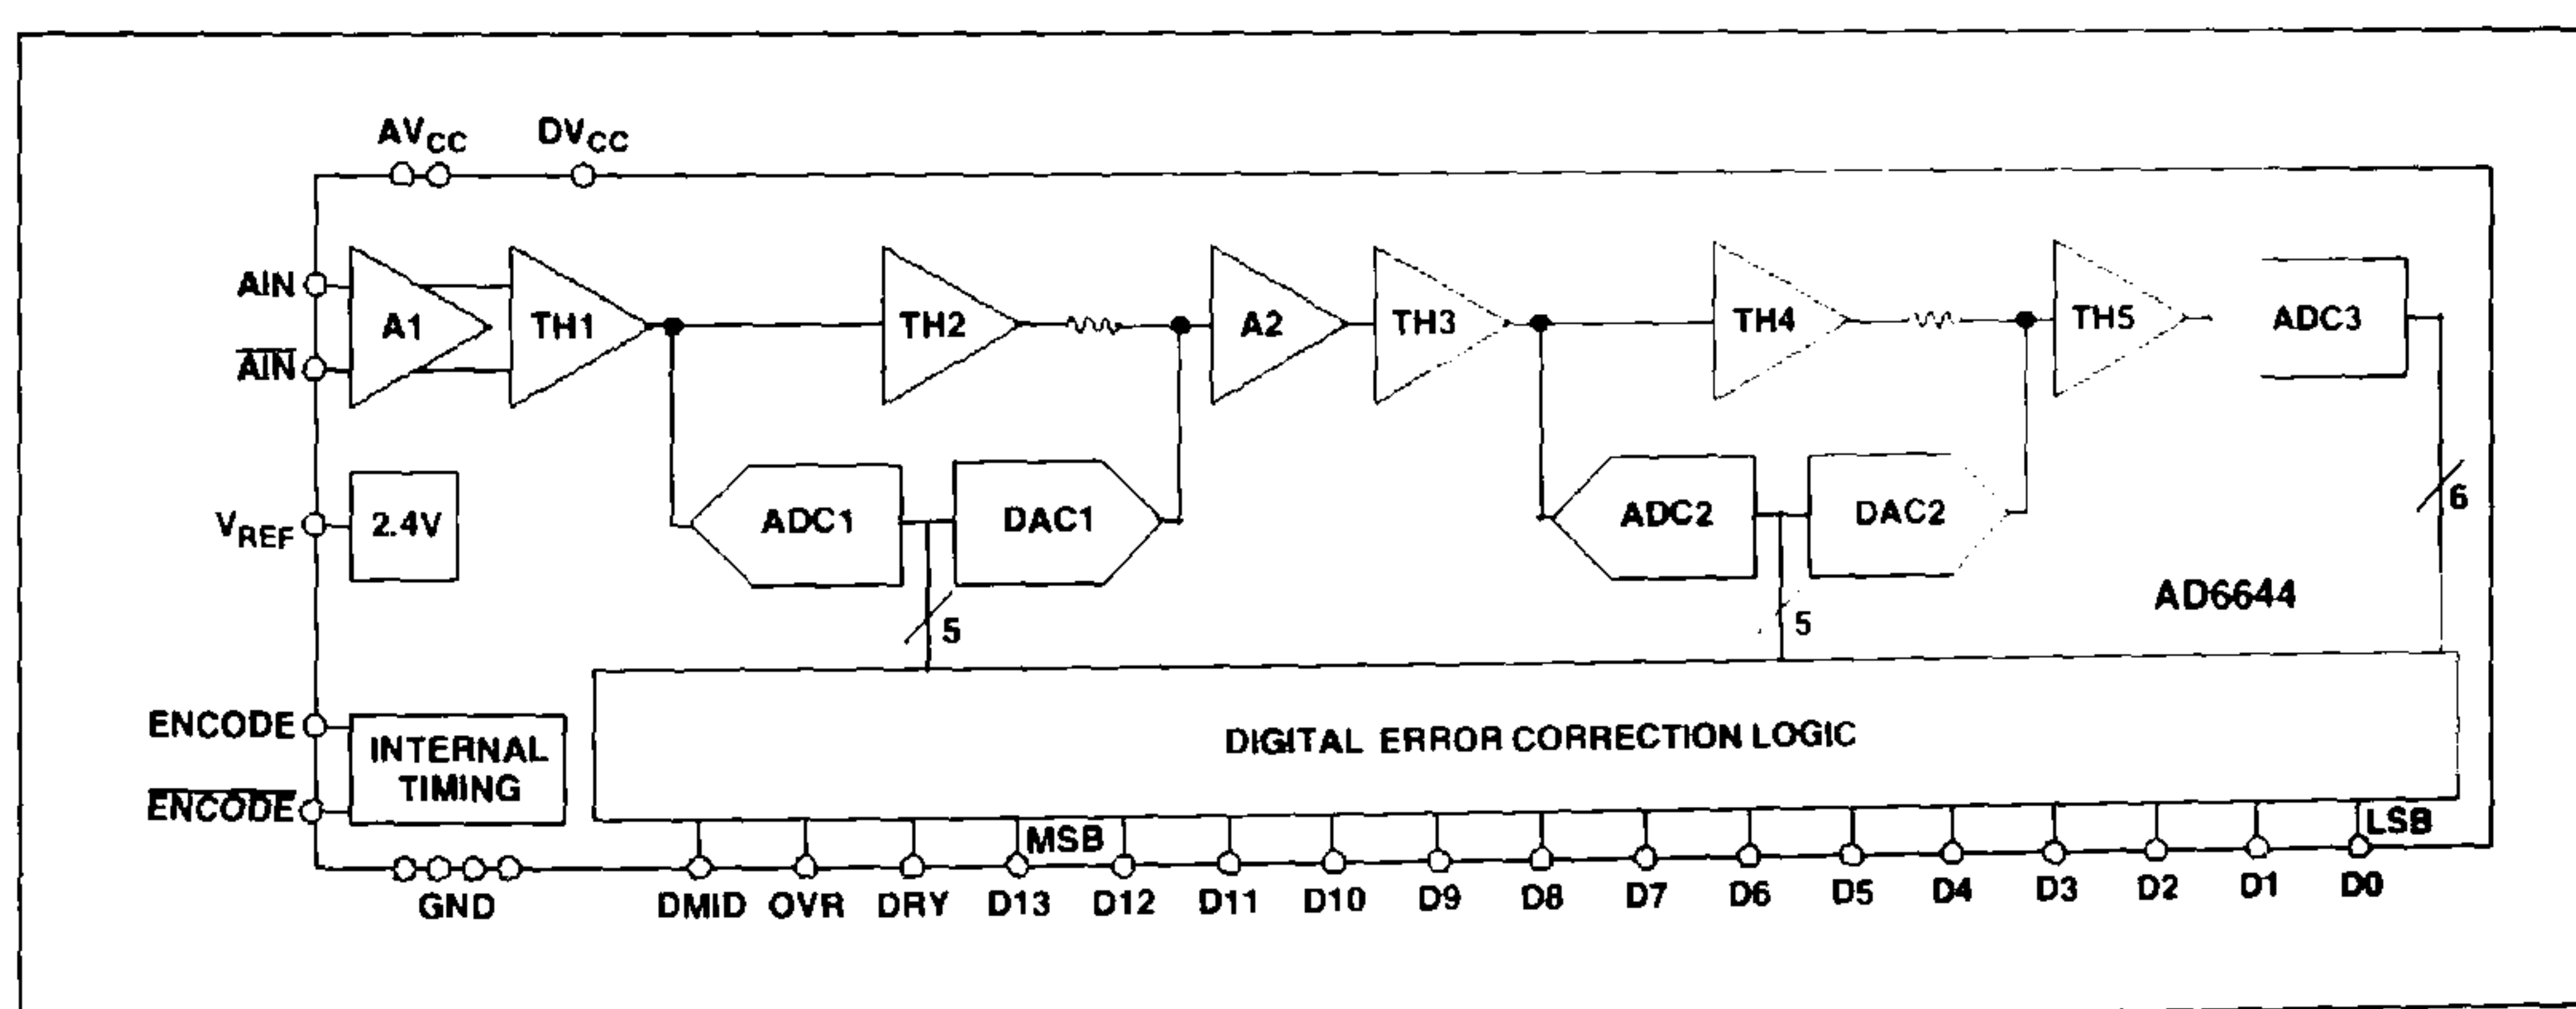 AVCC DVCC
AIN
A1 TH1 TH2 A2 TH3 TH4 TH5 ADC3
AIN
VREF 2.4V ADC1 DAC1 ADC2 DAC2 6
5 5
AD6644
ENCODE
INTERNAL
TIMING
ENCODE
DIGITAL ERROR CORRECTION LOGIC
MSB LSB
GND DMID OVR DRY D13 D12 D11 D10 D9 D8 D7 D6 D5 D4 D3 D2 D1 D0